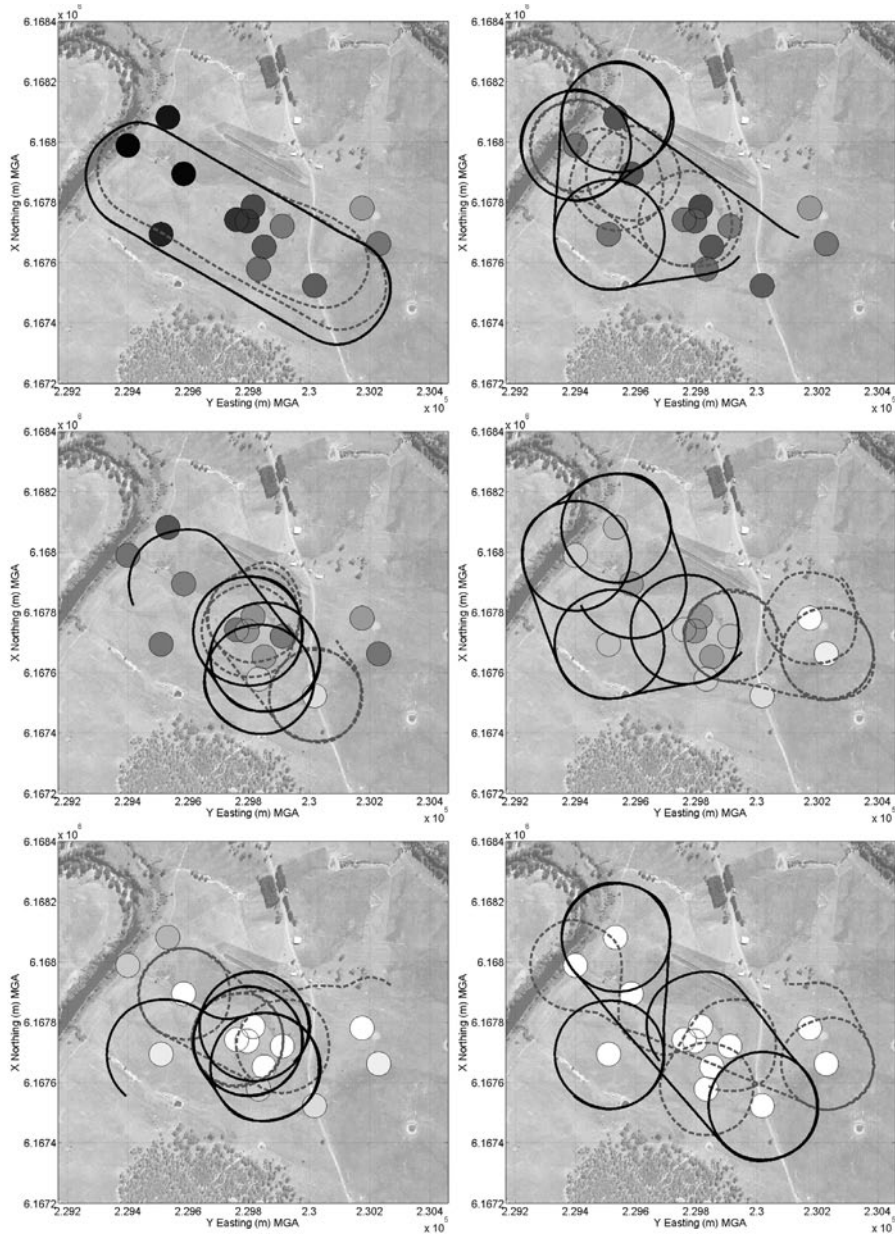 x 10⁶
6.1684
6.1682
6.168
6.1678
6.1676
6.1674
6.1672
X Northing (m) MGA
2.292 2.294 2.296 2.298 2.3 2.302 2.304
Y Easting (m) MGA
x 10⁵
x 10⁶
6.1684
6.1682
6.168
6.1678
6.1676
6.1674
6.1672
X Northing (m) MGA
2.292 2.294 2.296 2.298 2.3 2.302 2.304
Y Easting (m) MGA
x 10⁵
x 10⁶
6.1684
6.1682
6.168
6.1678
6.1676
6.1674
6.1672
X Northing (m) MGA
2.292 2.294 2.296 2.298 2.3 2.302 2.304
Y Easting (m) MGA
x 10⁵
x 10⁶
6.1684
6.1682
6.168
6.1678
6.1676
6.1674
6.1672
X Northing (m) MGA
2.292 2.294 2.296 2.298 2.3 2.302 2.304
Y Easting (m) MGA
x 10⁵
x 10⁶
6.1684
6.1682
6.168
6.1678
6.1676
6.1674
6.1672
X Northing (m) MGA
2.292 2.294 2.296 2.298 2.3 2.302 2.304
Y Easting (m) MGA
x 10⁵
x 10⁶
6.1684
6.1682
6.168
6.1678
6.1676
6.1674
6.1672
X Northing (m) MGA
2.292 2.294 2.296 2.298 2.3 2.302 2.304
Y Easting (m) MGA
x 10⁵